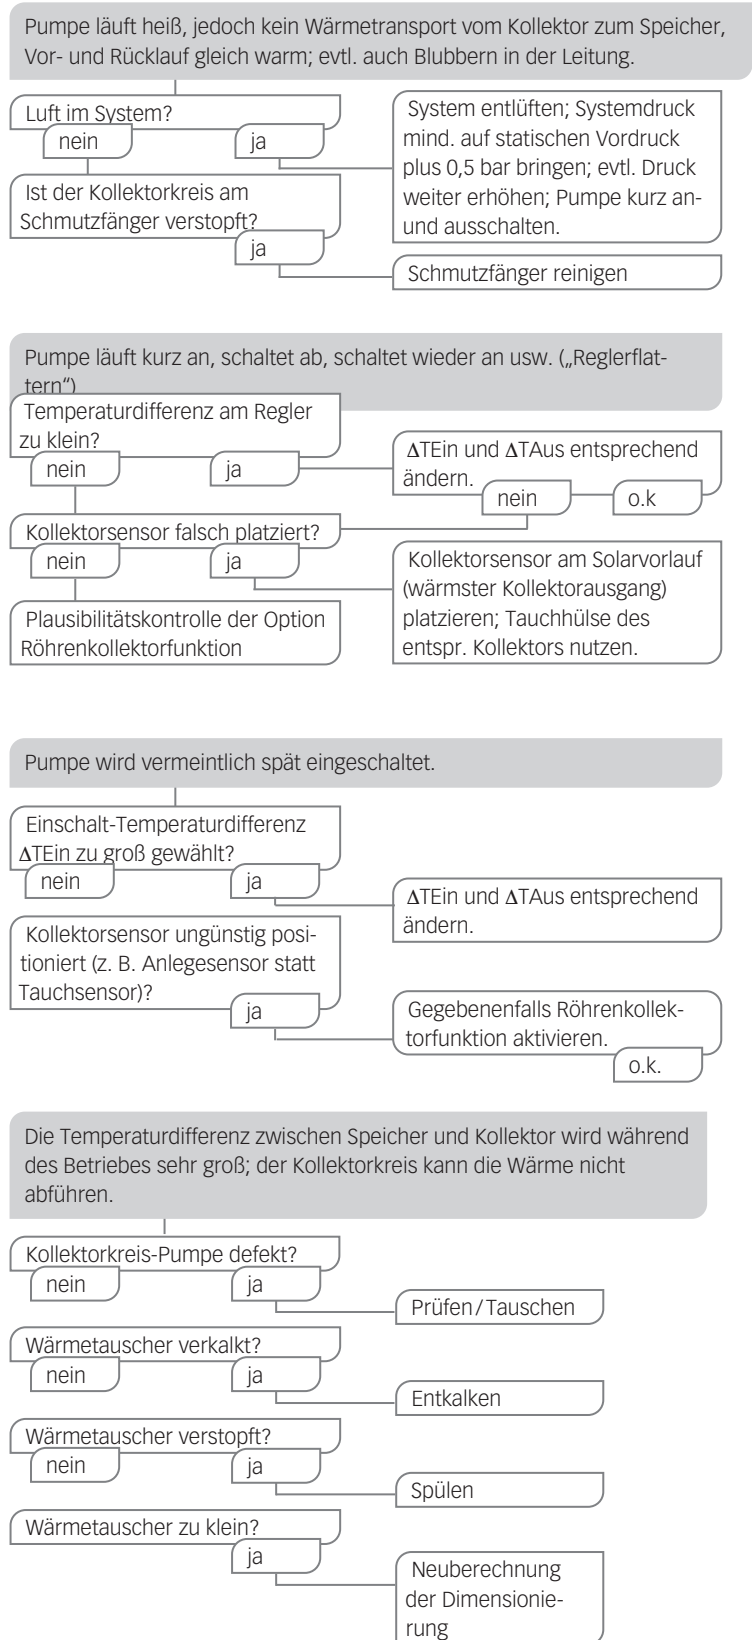 Pumpe läuft heiß, jedoch kein Wärmetransport vom Kollektor zum Speicher,
Vor- und Rücklauf gleich warm; evtl. auch Blubbern in der Leitung.
Luft im System?
nein
ja
System entlüften; Systemdruck
mind. auf statischen Vordruck
plus 0,5 bar bringen; evtl. Druck
weiter erhöhen; Pumpe kurz an-
und ausschalten.
Ist der Kollektorkreis am
Schmutzfänger verstopft?
ja
Schmutzfänger reinigen
Pumpe läuft kurz an, schaltet ab, schaltet wieder an usw. („Reglerflat-
tern“)
Temperaturdifferenz am Regler
zu klein?
nein
ja
ΔTEin und ΔTAus entsprechend
ändern.
nein
o.k
Kollektorsensor falsch platziert?
nein
ja
Kollektorsensor am Solarvorlauf
(wärmster Kollektorausgang)
platzieren; Tauchhülse des
entspr. Kollektors nutzen.
Plausibilitätskontrolle der Option
Röhrenkollektorfunktion
Pumpe wird vermeintlich spät eingeschaltet.
Einschalt-Temperaturdifferenz
ΔTEin zu groß gewählt?
nein
ja
ΔTEin und ΔTAus entsprechend
ändern.
Kollektorsensor ungünstig posi-
tioniert (z. B. Anlegesensor statt
Tauchsensor)?
ja
Gegebenenfalls Röhrenkollek-
torfunktion aktivieren.
o.k.
Die Temperaturdifferenz zwischen Speicher und Kollektor wird während
des Betriebes sehr groß; der Kollektorkreis kann die Wärme nicht
abführen.
Kollektorkreis-Pumpe defekt?
nein
ja
Prüfen/Tauschen
Wärmetauscher verkalkt?
nein
ja
Entkalken
Wärmetauscher verstopft?
nein
ja
Spülen
Wärmetauscher zu klein?
ja
Neuberechnung
der Dimensionie-
rung